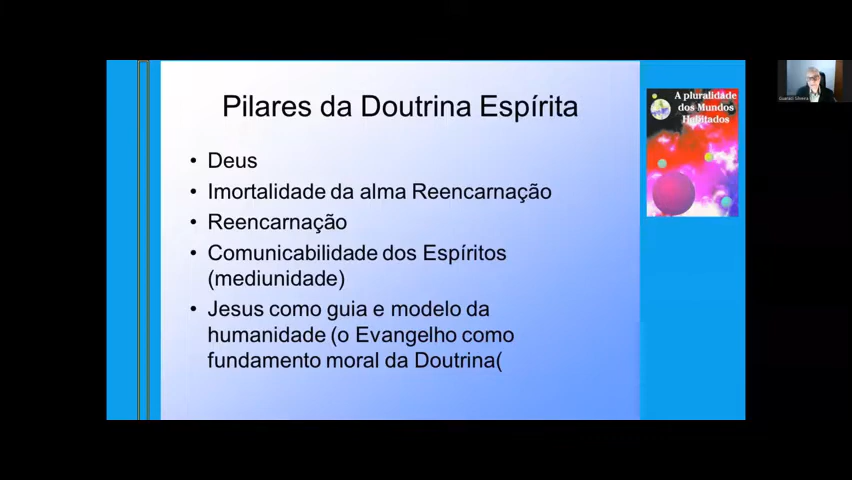 Pilares da Doutrina Espírita
• Deus
• Imortalidade da alma Reencarnação
• Reencarnação
• Comunicabilidade dos Espíritos
(mediunidade)
• Jesus como guia e modelo da
humanidade (o Evangelho como
fundamento moral da Doutrina(
A pluralidade
dos Mundos
Habitados